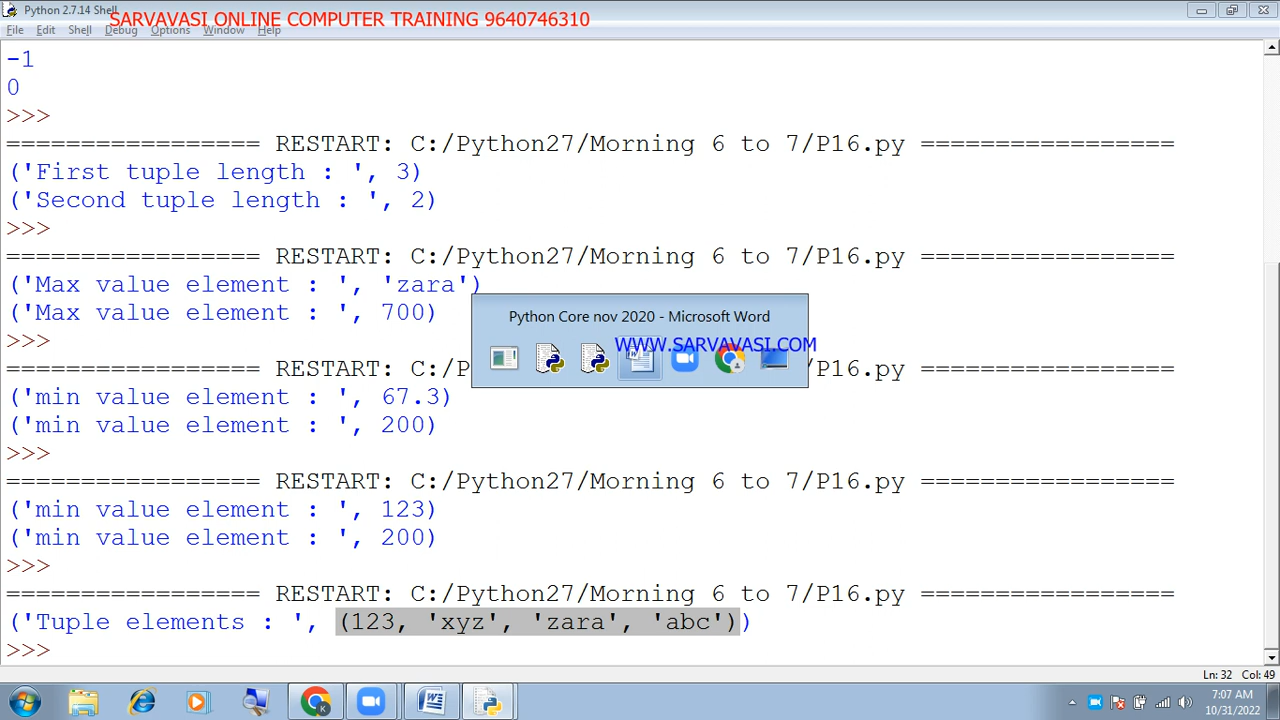 Python 2.7.14 Shell
SARVAVASI ONLINE COMPUTER TRAINING 9640746310
File Edit Shell Debug Options Window Help
-1
0
>>>
================= RESTART: C:/Python27/Morning 6 to 7/P16.py =================
('First tuple length : ', 3)
('Second tuple length : ', 2)
>>>
================= RESTART: C:/Python27/Morning 6 to 7/P16.py =================
('Max value element : ', 'zara')
('Max value element : ', 700)
>>>
Python Core nov 2020 - Microsoft Word
WWW.SARVAVASI.COM
================= /P16.py =================
('min value element : ', 67.3)
('min value element : ', 200)
>>>
================= RESTART: C:/Python27/Morning 6 to 7/P16.py =================
('min value element : ', 123)
('min value element : ', 200)
>>>
================= RESTART: C:/Python27/Morning 6 to 7/P16.py =================
('Tuple elements : ', (123, 'xyz', 'zara', 'abc'))
>>>
Ln: 32 Col: 49
7:07 AM
10/31/2022